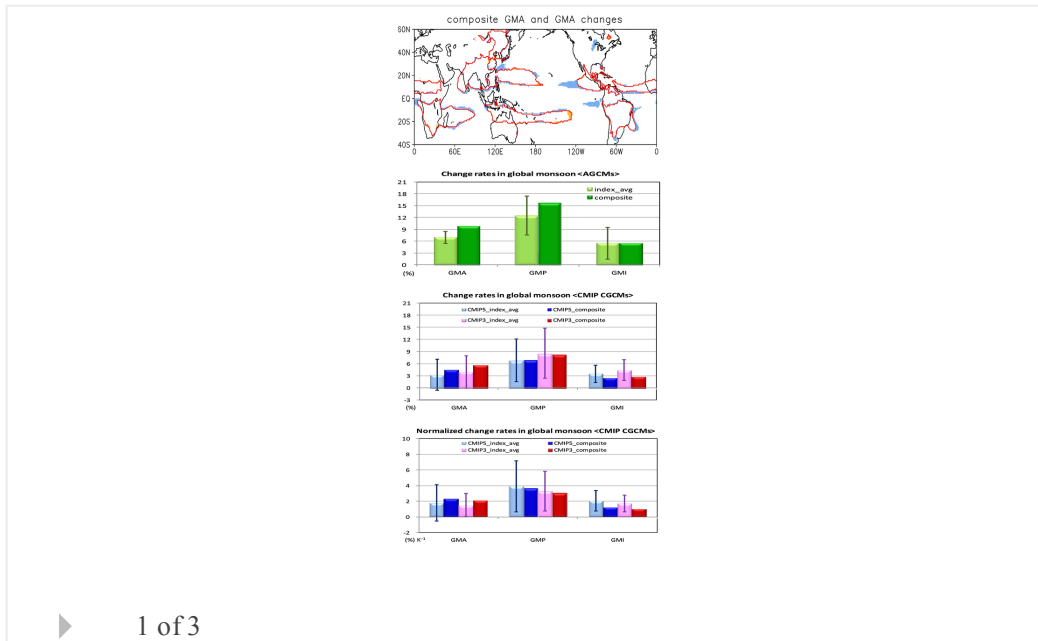 composite GMA and GMA changes
60N
40N
20N
EQ
20S
40S
0 60E 120E 180 120W 60W 0
Change rates in global monsoon <AGCMs>
21
18
15
12
9
6
3
0
index_avg
composite
(%) GMA GMP GMI
Change rates in global monsoon <CMIP CGCMs>
21
18
15
12
9
6
3
0
-3
CMIP5_index_avg CMIP5_composite
CMIP3_index_avg CMIP3_composite
(%) GMA GMP GMI
Normalized change rates in global monsoon <CMIP CGCMs>
10
8
6
4
2
0
-2
CMIP5_index_avg CMIP5_composite
CMIP3_index_avg CMIP3_composite
(%) K⁻¹ GMA GMP GMI
1 of 3